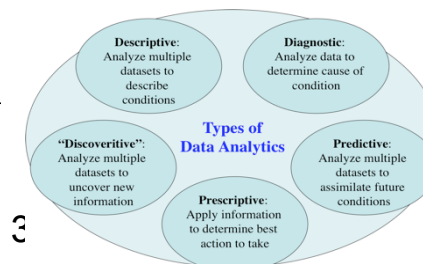 Descriptive:
Analyze multiple
datasets to
describe
conditions
Diagnostic:
Analyze data to
determine cause of
condition
Types of
Data Analytics
“Discoveritive”:
Analyze multiple
datasets to
uncover new
information
Predictive:
Analyze multiple
datasets to
assimilate future
conditions
Prescriptive:
Apply information
to determine best
action to take
3